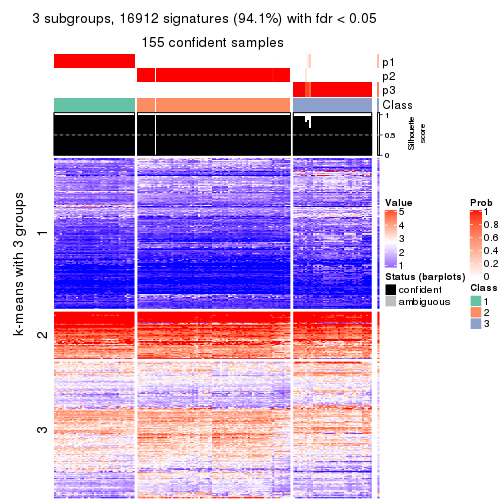 3 subgroups, 16912 signatures (94.1%) with fdr < 0.05
155 confident samples
p1
p2
p3
Class
1
0.5
0
Silhouette
score
k-means with 3 groups
1
2
3
Value
5
4
3
2
1
Status (barplots)
confident
ambiguous
Prob
1
0.8
0.6
0.4
0.2
0
Class
1
2
3